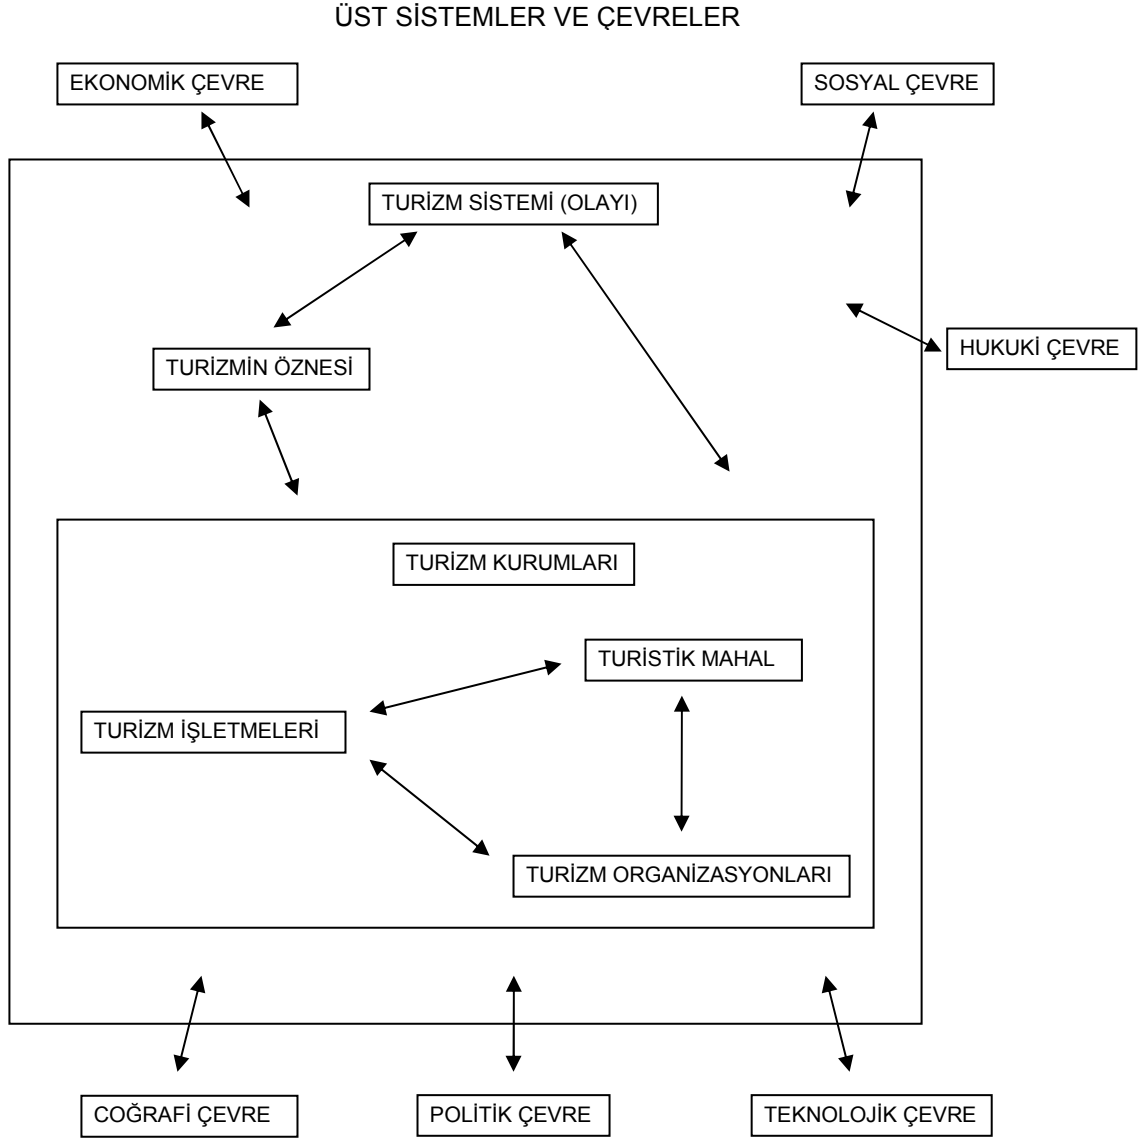 ÜST SİSTEMLER VE ÇEVRELER
EKONOMİK ÇEVRE
SOSYAL ÇEVRE
TURİZM SİSTEMİ (OLAYI)
HUKUKİ ÇEVRE
TURİZMİN ÖZNESİ
TURİZM KURUMLARI
TURİSTİK MAHAL
TURİZM İŞLETMELERİ
TURİZM ORGANİZASYONLARI
COĞRAFİ ÇEVRE
POLİTİK ÇEVRE
TEKNOLOJİK ÇEVRE